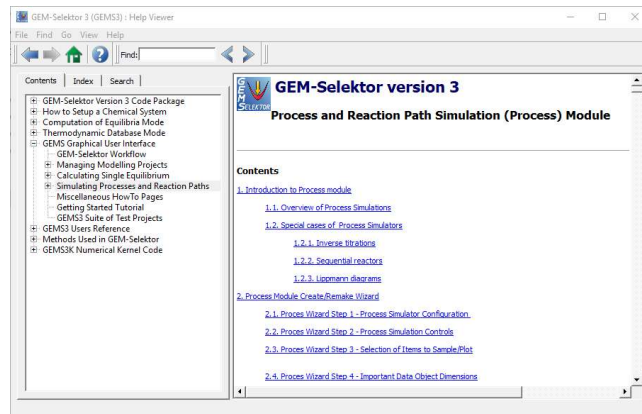 GEM-Selektor 3 (GEMS3) : Help Viewer
File Find Go View Help
Find:
Contents Index Search
GEM-Selektor Version 3 Code Package
How to Setup a Chemical System
Computation of Equilibria Mode
Thermodynamic Database Mode
GEMS Graphical User Interface
GEM-Selektor Workflow
Managing Modelling Projects
Calculating Single Equilibrium
Simulating Processes and Reaction Paths
Miscellaneous HowTo Pages
Getting Started Tutorial
GEMS3 Suite of Test Projects
GEMS3 Users Reference
Methods Used in GEM-Selektor
GEMS3K Numerical Kernel Code
GEM
SELEKTOR
GEM-Selektor version 3
Process and Reaction Path Simulation (Process) Module
Contents
1. Introduction to Process module
1.1. Overview of Process Simulations
1.2. Special cases of Process Simulators
1.2.1. Inverse titrations
1.2.2. Sequential reactors
1.2.3. Lippmann diagrams
2. Process Module Create/Remake Wizard
2.1. Proces Wizard Step 1 - Process Simulator Configuration
2.2. Proces Wizard Step 2 - Process Simulation Controls
2.3. Proces Wizard Step 3 - Selection of Items to Sample/Plot
2.4. Proces Wizard Step 4 - Important Data Object Dimensions